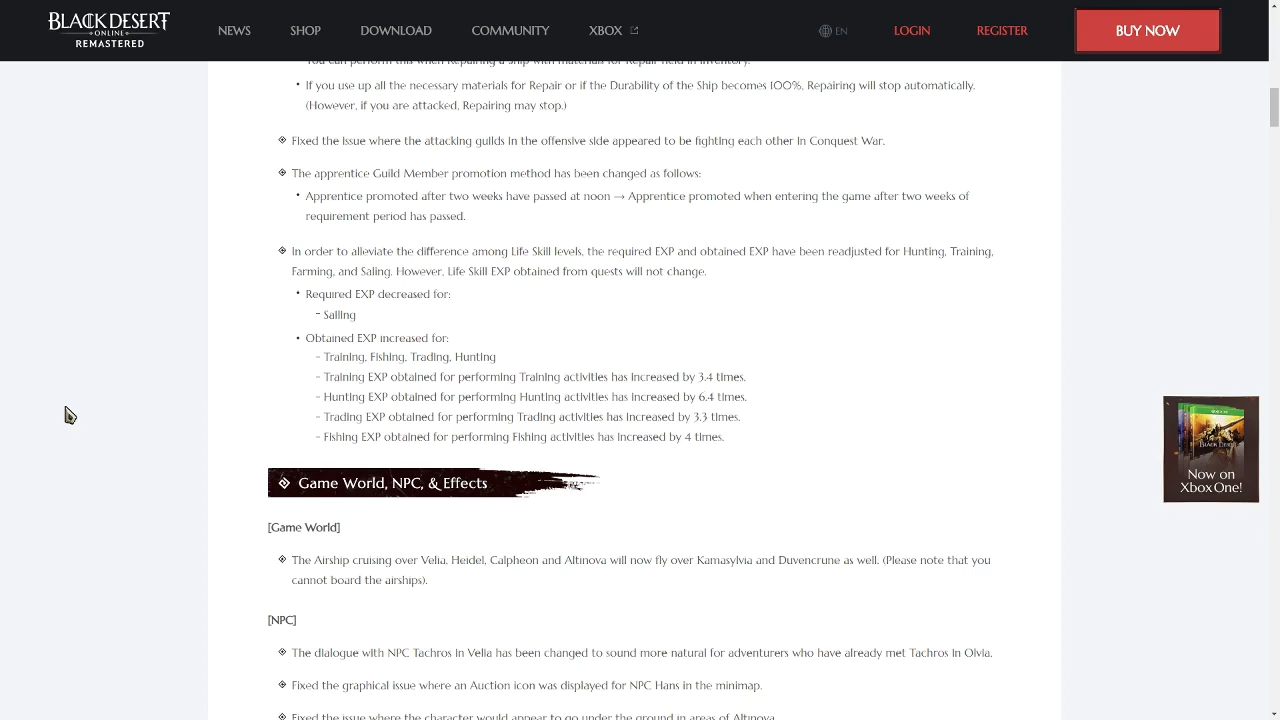 BLACK DESERT
ONLINE
REMASTERED
NEWS
SHOP
DOWNLOAD
COMMUNITY
XBOX
EN
LOGIN
REGISTER
BUY NOW
You can perform this when Repairing a Ship with materials for Repair held in Inventory.
• If you use up all the necessary materials for Repair or if the Durability of the Ship becomes 100%, Repairing will stop automatically.
(However, if you are attacked, Repairing may stop.)
Fixed the issue where the attacking guilds in the offensive side appeared to be fighting each other in Conquest War.
The apprentice Guild Member promotion method has been changed as follows:
• Apprentice promoted after two weeks have passed at noon → Apprentice promoted when entering the game after two weeks of
requirement period has passed.
In order to alleviate the difference among Life Skill levels, the required EXP and obtained EXP have been readjusted for Hunting, Training,
Farming, and Saling. However, Life Skill EXP obtained from quests will not change.
• Required EXP decreased for:
- Sailing
• Obtained EXP increased for:
- Training, Fishing, Trading, Hunting
- Training EXP obtained for performing Training activities has increased by 3.4 times.
- Hunting EXP obtained for performing Hunting activities has increased by 6.4 times.
- Trading EXP obtained for performing Trading activities has increased by 3.3 times.
- Fishing EXP obtained for performing Fishing activities has increased by 4 times.
Game World, NPC, & Effects
[Game World]
The Airship cruising over Velia, Heidel, Calpheon and Altinova will now fly over Kamasylvia and Duvencrune as well. (Please note that you
cannot board the airships).
[NPC]
The dialogue with NPC Tachros in Velia has been changed to sound more natural for adventurers who have already met Tachros in Olvia.
Fixed the graphical issue where an Auction icon was displayed for NPC Hans in the minimap.
Fixed the issue where the character would appear to go under the ground in areas of Altinova.
BLACK DESERT
Now on
Xbox One!